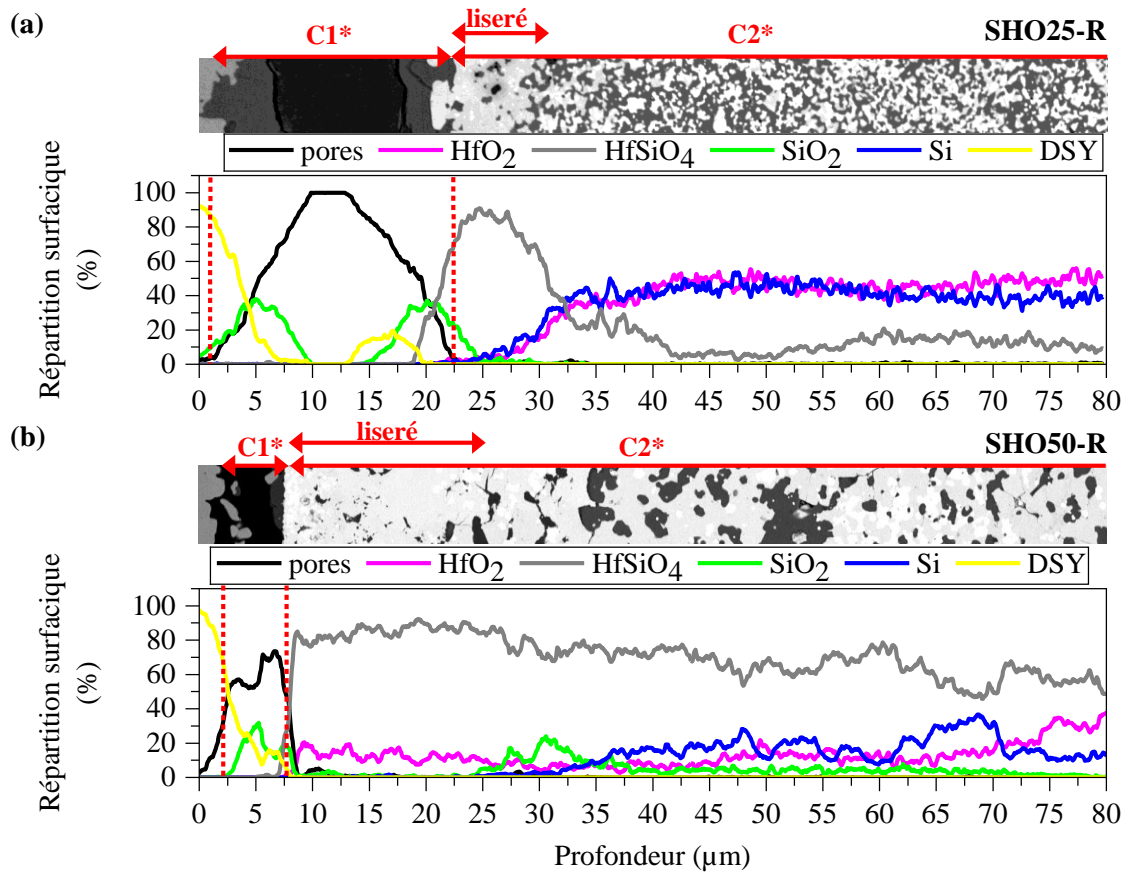 (a)
liseré
C1*
C2*
SHO25-R
pores HfO2 HfSiO4 SiO2 Si DSY
Répartition surfacique
(%)
100
80
60
40
20
0
0 5 10 15 20 25 30 35 40 45 50 55 60 65 70 75 80
(b)
liseré
C1*
C2*
SHO50-R
pores HfO2 HfSiO4 SiO2 Si DSY
Répartition surfacique
(%)
100
80
60
40
20
0
0 5 10 15 20 25 30 35 40 45 50 55 60 65 70 75 80
Profondeur (µm)